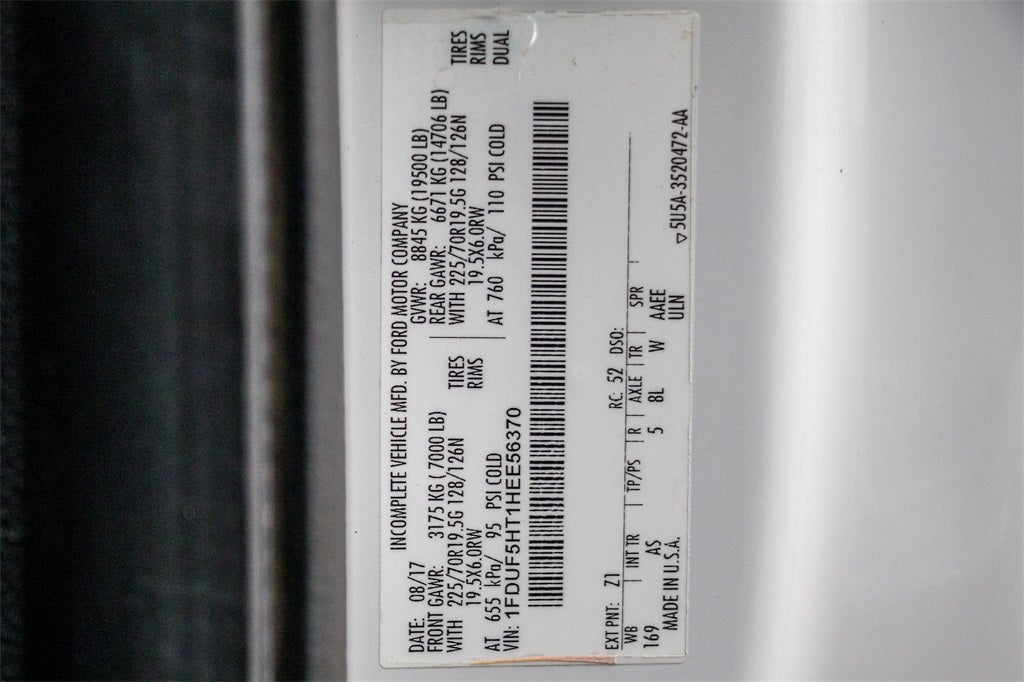 INCOMPLETE VEHICLE MFD. BY FORD MOTOR COMPANY
DATE: 08/17 GVWR: 8845 KG (19500 LB)
FRONT GAWR: 3175 KG ( 7000 LB) REAR GAWR: 6671 KG (14706 LB)
WITH 225/70R19.5G 128/126N TIRES WITH 225/70R19.5G 128/126N TIRES
19.5X6.0RW RIMS 19.5X6.0RW RIMS
AT 655 kPa/ 95 PSI COLD AT 760 kPa/ 110 PSI COLD DUAL
VIN: 1FDUF5HT1HEE56370
EXT PNT: Z1 RC: 52 DSO:
WB INT TR TP/PS R AXLE TR SPR
169 AS 5 8L W AAEE
MADE IN U.S.A. ULN
▽5U5A-3520472-AA